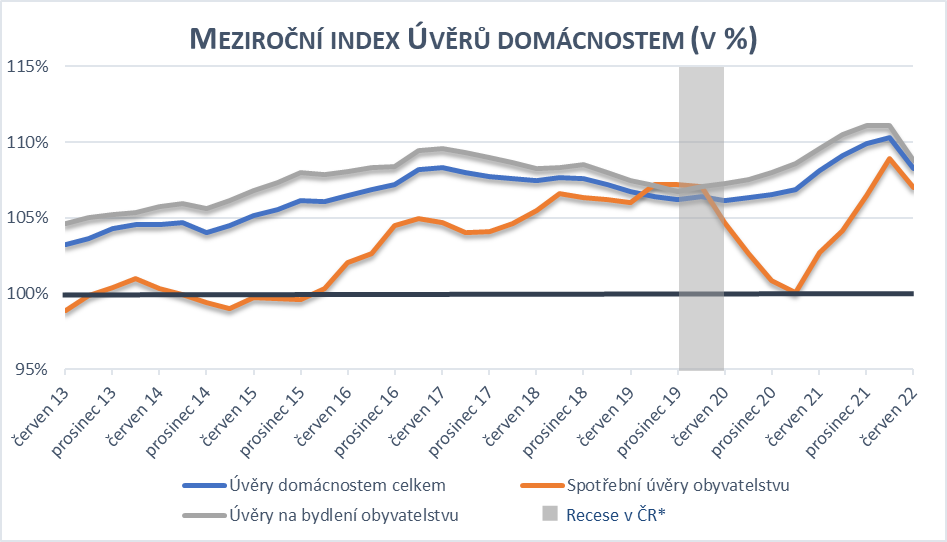 Meziroční index Úvěrů domácnostem (v %)
115%
110%
105%
100%
95%
červen 13
prosinec 13
červen 14
prosinec 14
červen 15
prosinec 15
červen 16
prosinec 16
červen 17
prosinec 17
červen 18
prosinec 18
červen 19
prosinec 19
červen 20
prosinec 20
červen 21
prosinec 21
červen 22
Úvěry domácnostem celkem
Spotřební úvěry obyvatelstvu
Úvěry na bydlení obyvatelstvu
Recese v ČR*